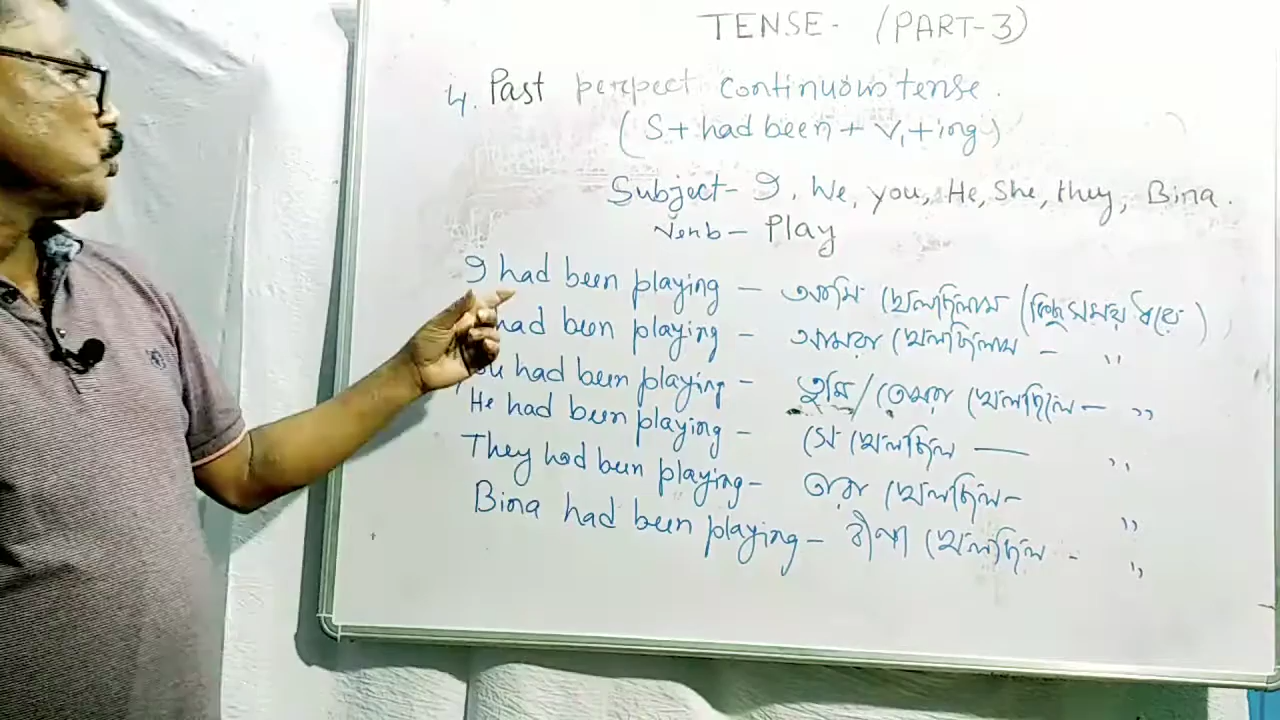 TENSE- (PART-3)
4. Past perpect continuous tense.
(S + had been + V₁ + ing)
Subject- I, We, you, He, She, they, Bina.
Verb - Play
I had been playing - আমি খেলছিলাম (কিছু সময় ধরে)
had been playing - আমরা খেলছিলাম - ,,
You had been playing - তুমি/তোমরা খেলছিলে - ,,
He had been playing - সে খেলছিল — ,,
They had been playing - তারা খেলছিল - ,,
Bina had been playing - বীনা খেলছিল - ,,